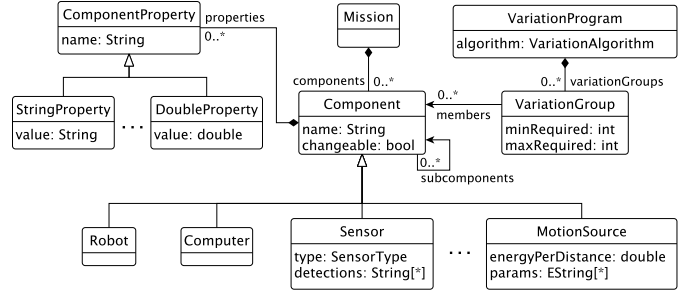 ComponentProperty
name: String
properties
0..*
Mission
VariationProgram
algorithm: VariationAlgorithm
components
0..*
0..*
variationGroups
StringProperty
value: String
...
DoubleProperty
value: double
Component
name: String
changeable: bool
0..*
members
VariationGroup
minRequired: int
maxRequired: int
0..*
subcomponents
Robot
Computer
Sensor
type: SensorType
detections: String[*]
...
MotionSource
energyPerDistance: double
params: EString[*]